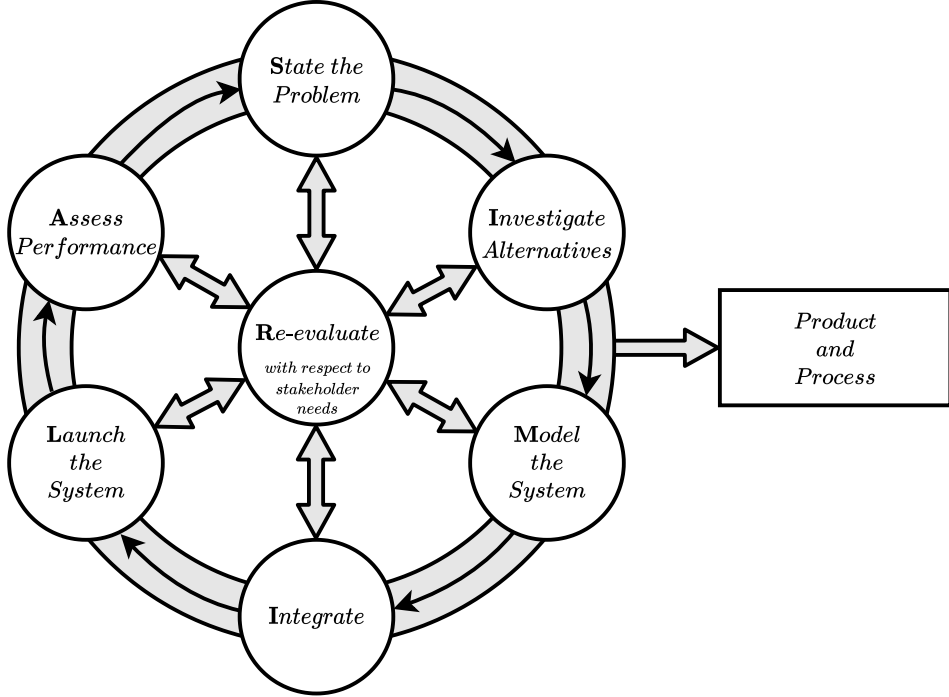 State the
Problem
Investigate
Alternatives
Model
the
System
Integrate
Launch
the
System
Assess
Performance
Re-evaluate
with respect to
stakeholder
needs
Product
and
Process